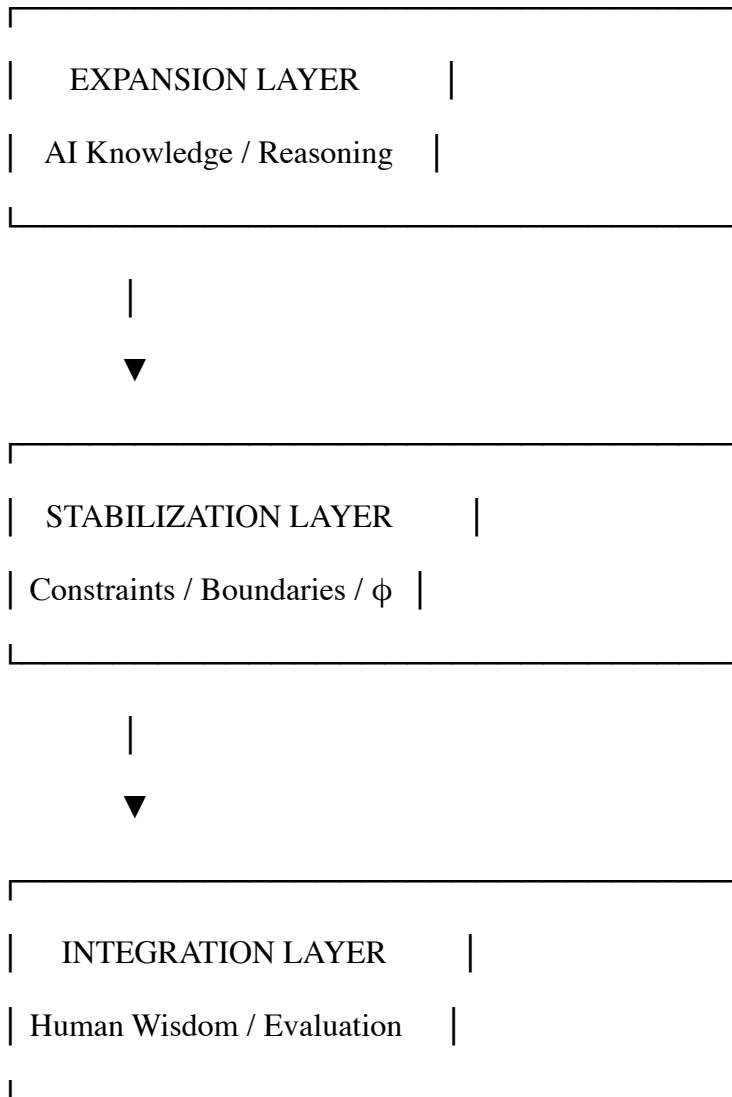 EXPANSION LAYER
AI Knowledge / Reasoning
STABILIZATION LAYER
Constraints / Boundaries / ϕ
INTEGRATION LAYER
Human Wisdom / Evaluation